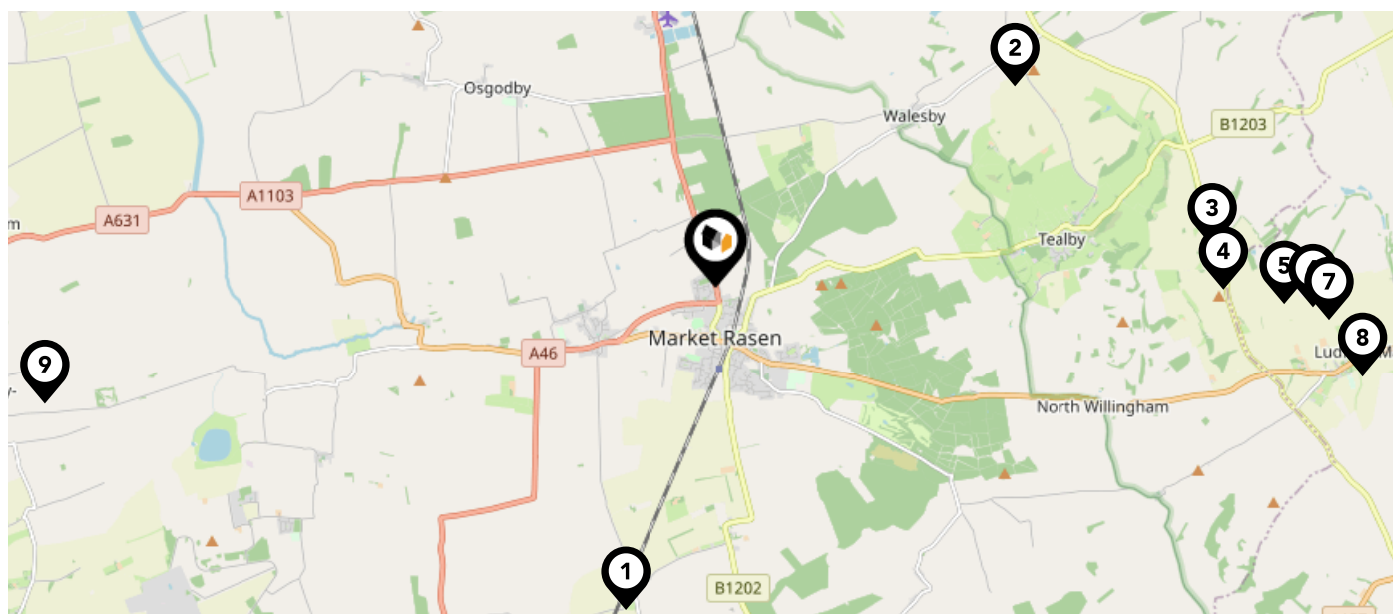 2
Osgodby
Walesby
B1203
A1103
A631
m
3
Tealby
4
5
7
Market Rasen
8
A46
9
North Willingham
1
B1202